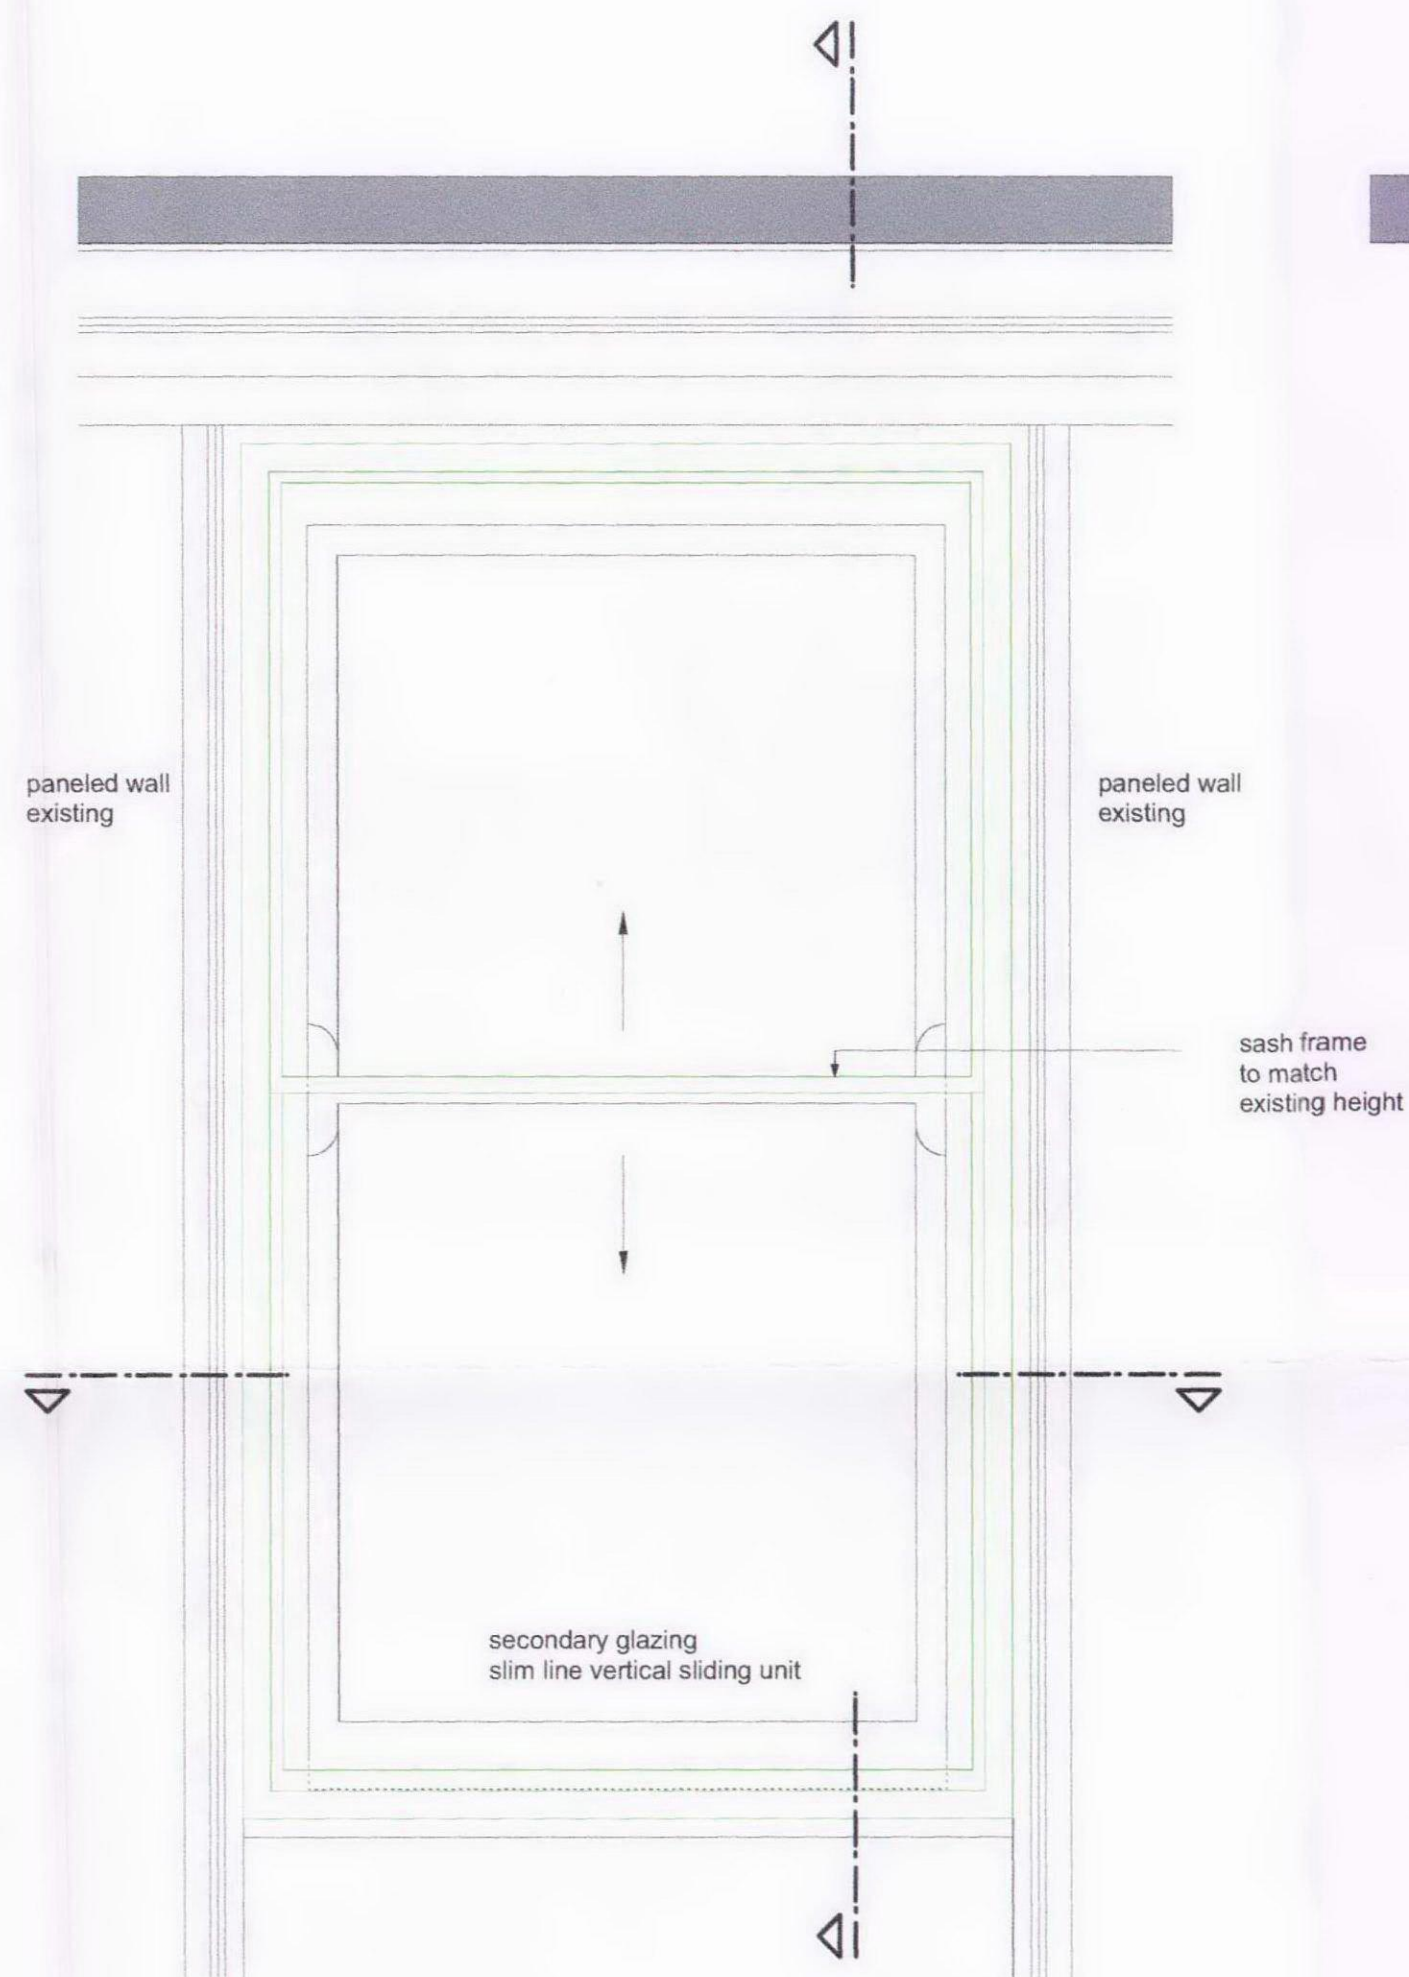 paneled wall
existing
paneled wall
existing
sash frame
to match
existing height
secondary glazing
slim line vertical sliding unit